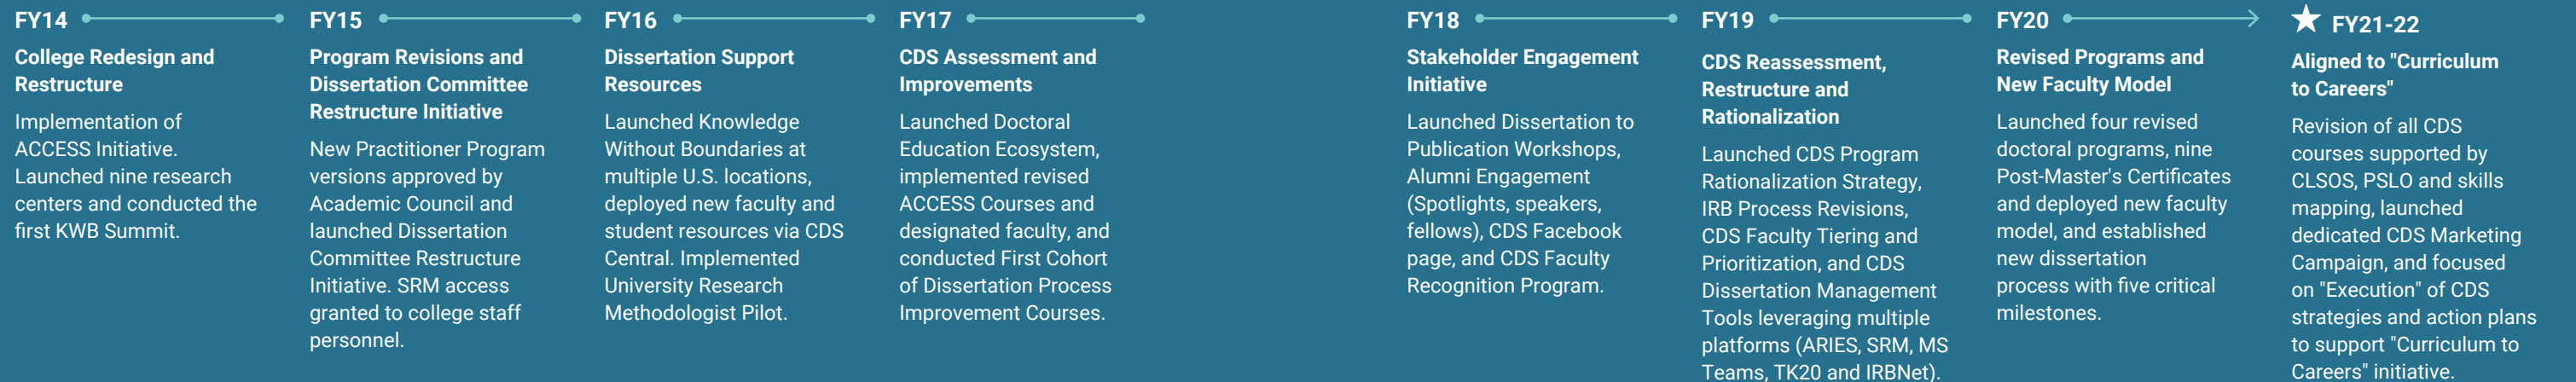 FY14
College Redesign and
Restructure
Implementation of
ACCESS Initiative.
Launched nine research
centers and conducted the
first KWB Summit.
FY15
Program Revisions and
Dissertation Committee
Restructure Initiative
New Practitioner Program
versions approved by
Academic Council and
launched Dissertation
Committee Restructure
Initiative. SRM access
granted to college staff
personnel.
FY16
Dissertation Support
Resources
Launched Knowledge
Without Boundaries at
multiple U.S. locations,
deployed new faculty and
student resources via CDS
Central. Implemented
University Research
Methodologist Pilot.
FY17
CDS Assessment and
Improvements
Launched Doctoral
Education Ecosystem,
implemented revised
ACCESS Courses and
designated faculty, and
conducted First Cohort
of Dissertation Process
Improvement Courses.
FY18
Stakeholder Engagement
Initiative
Launched Dissertation to
Publication Workshops,
Alumni Engagement
(Spotlights, speakers,
fellows), CDS Facebook
page, and CDS Faculty
Recognition Program.
FY19
CDS Reassessment,
Restructure and
Rationalization
Launched CDS Program
Rationalization Strategy,
IRB Process Revisions,
CDS Faculty Tiering and
Prioritization, and CDS
Dissertation Management
Tools leveraging multiple
platforms (ARIES, SRM, MS
Teams, TK20 and IRBNet).
FY20
Revised Programs and
New Faculty Model
Launched four revised
doctoral programs, nine
Post-Master's Certificates
and deployed new faculty
model, and established
new dissertation
process with five critical
milestones.
FY21-22
Aligned to "Curriculum
to Careers"
Revision of all CDS
courses supported by
CLSOS, PSLO and skills
mapping, launched
dedicated CDS Marketing
Campaign, and focused
on "Execution" of CDS
strategies and action plans
to support "Curriculum to
Careers" initiative.